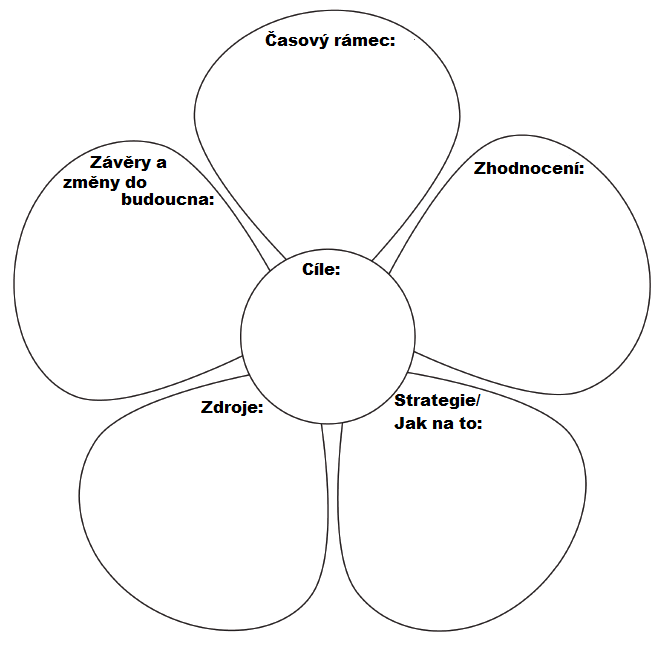 Časový rámec:
Závěry a
změny do
budoucna:
Zhodnocení:
Cíle:
Zdroje:
Strategie/
Jak na to: